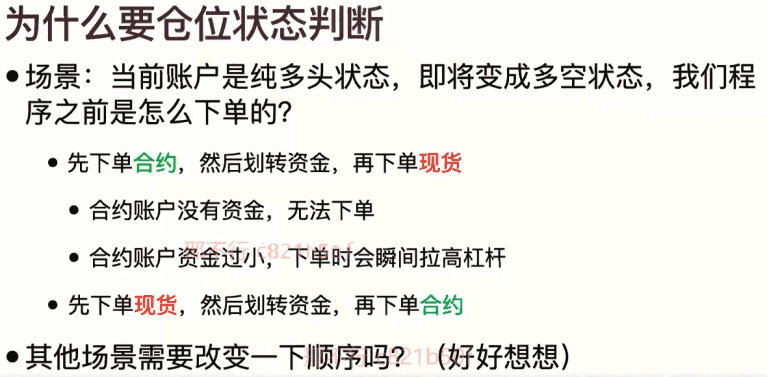 为什么要仓位状态判断
•场景：当前账户是纯多头状态，即将变成多空状态，我们程
序之前是怎么下单的？
•先下单合约，然后划转资金，再下单现货
•合约账户没有资金，无法下单
•合约账户资金过小，下单时会瞬间拉高杠杆
•先下单现货，然后划转资金，再下单合约
•其他场景需要改变一下顺序吗？（好好想想）